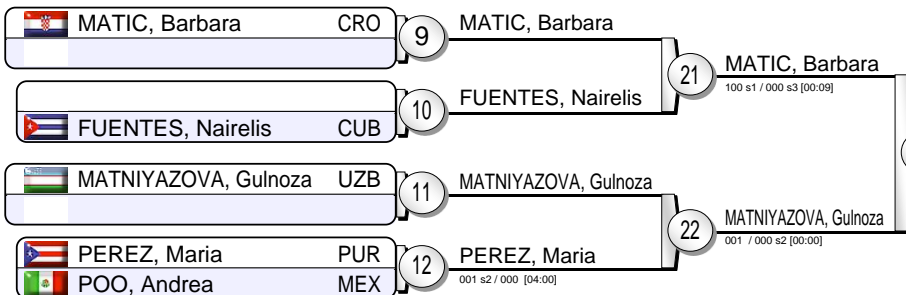 MATIC, Barbara CRO
9
MATIC, Barbara
21
MATIC, Barbara
100 s1 / 000 s3 [00:09]
10
FUENTES, Nairelis
FUENTES, Nairelis CUB
MATNIYAZOVA, Gulnoza UZB
11
MATNIYAZOVA, Gulnoza
22
MATNIYAZOVA, Gulnoza
001 / 000 s2 [00:00]
PEREZ, Maria PUR
12
PEREZ, Maria
001 s2 / 000 [04:00]
POO, Andrea MEX